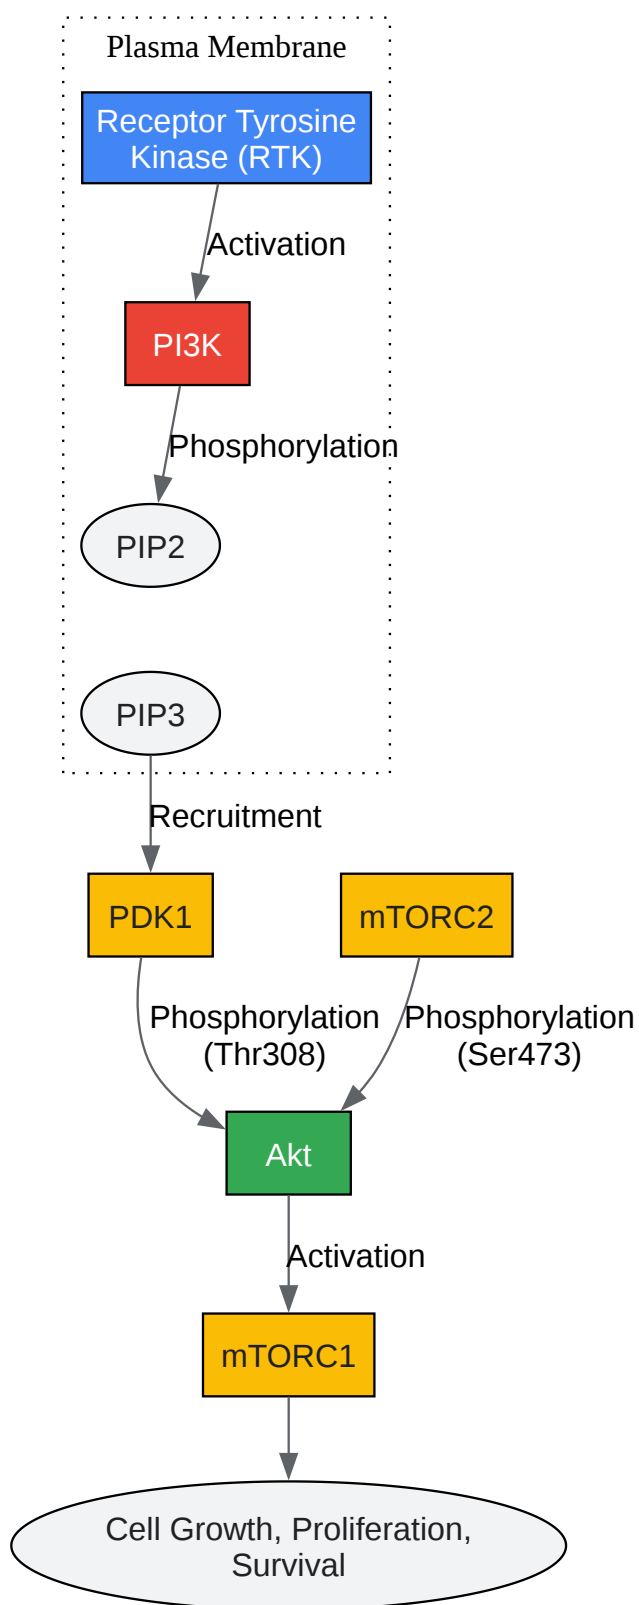 Plasma Membrane
Receptor Tyrosine
Kinase (RTK)
Activation
PI3K
Phosphorylation
PIP2
PIP3
Recruitment
PDK1
mTORC2
Phosphorylation
(Thr308)
Phosphorylation
(Ser473)
Akt
Activation
mTORC1
Cell Growth, Proliferation,
Survival